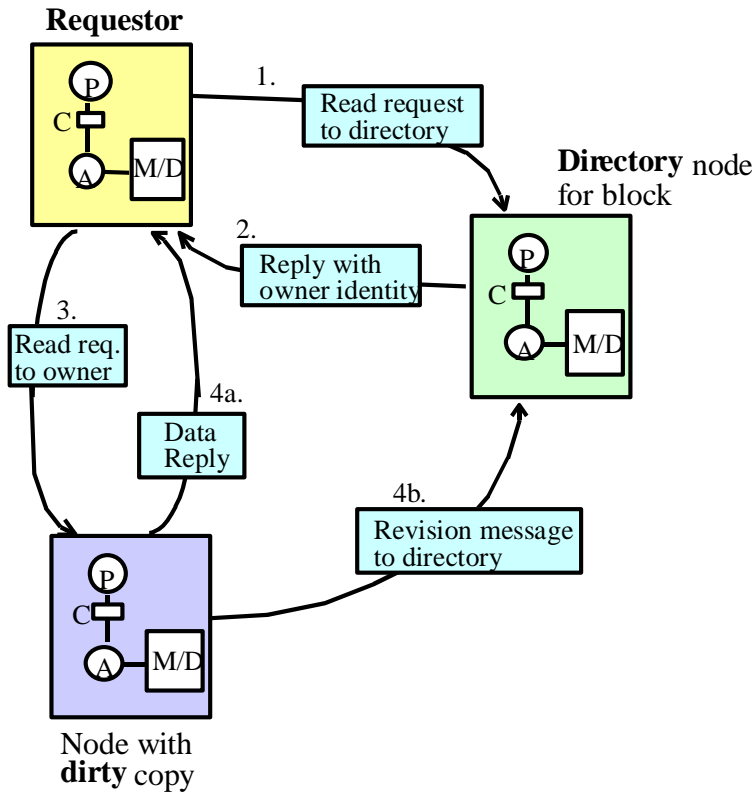 Requestor
P
C
A
M/D
1.
Read request
to directory
Directory node
for block
P
C
A
M/D
2.
Reply with
owner identity
3.
Read req.
to owner
4a.
Data
Reply
4b.
Revision message
to directory
P
C
A
M/D
Node with
dirty copy